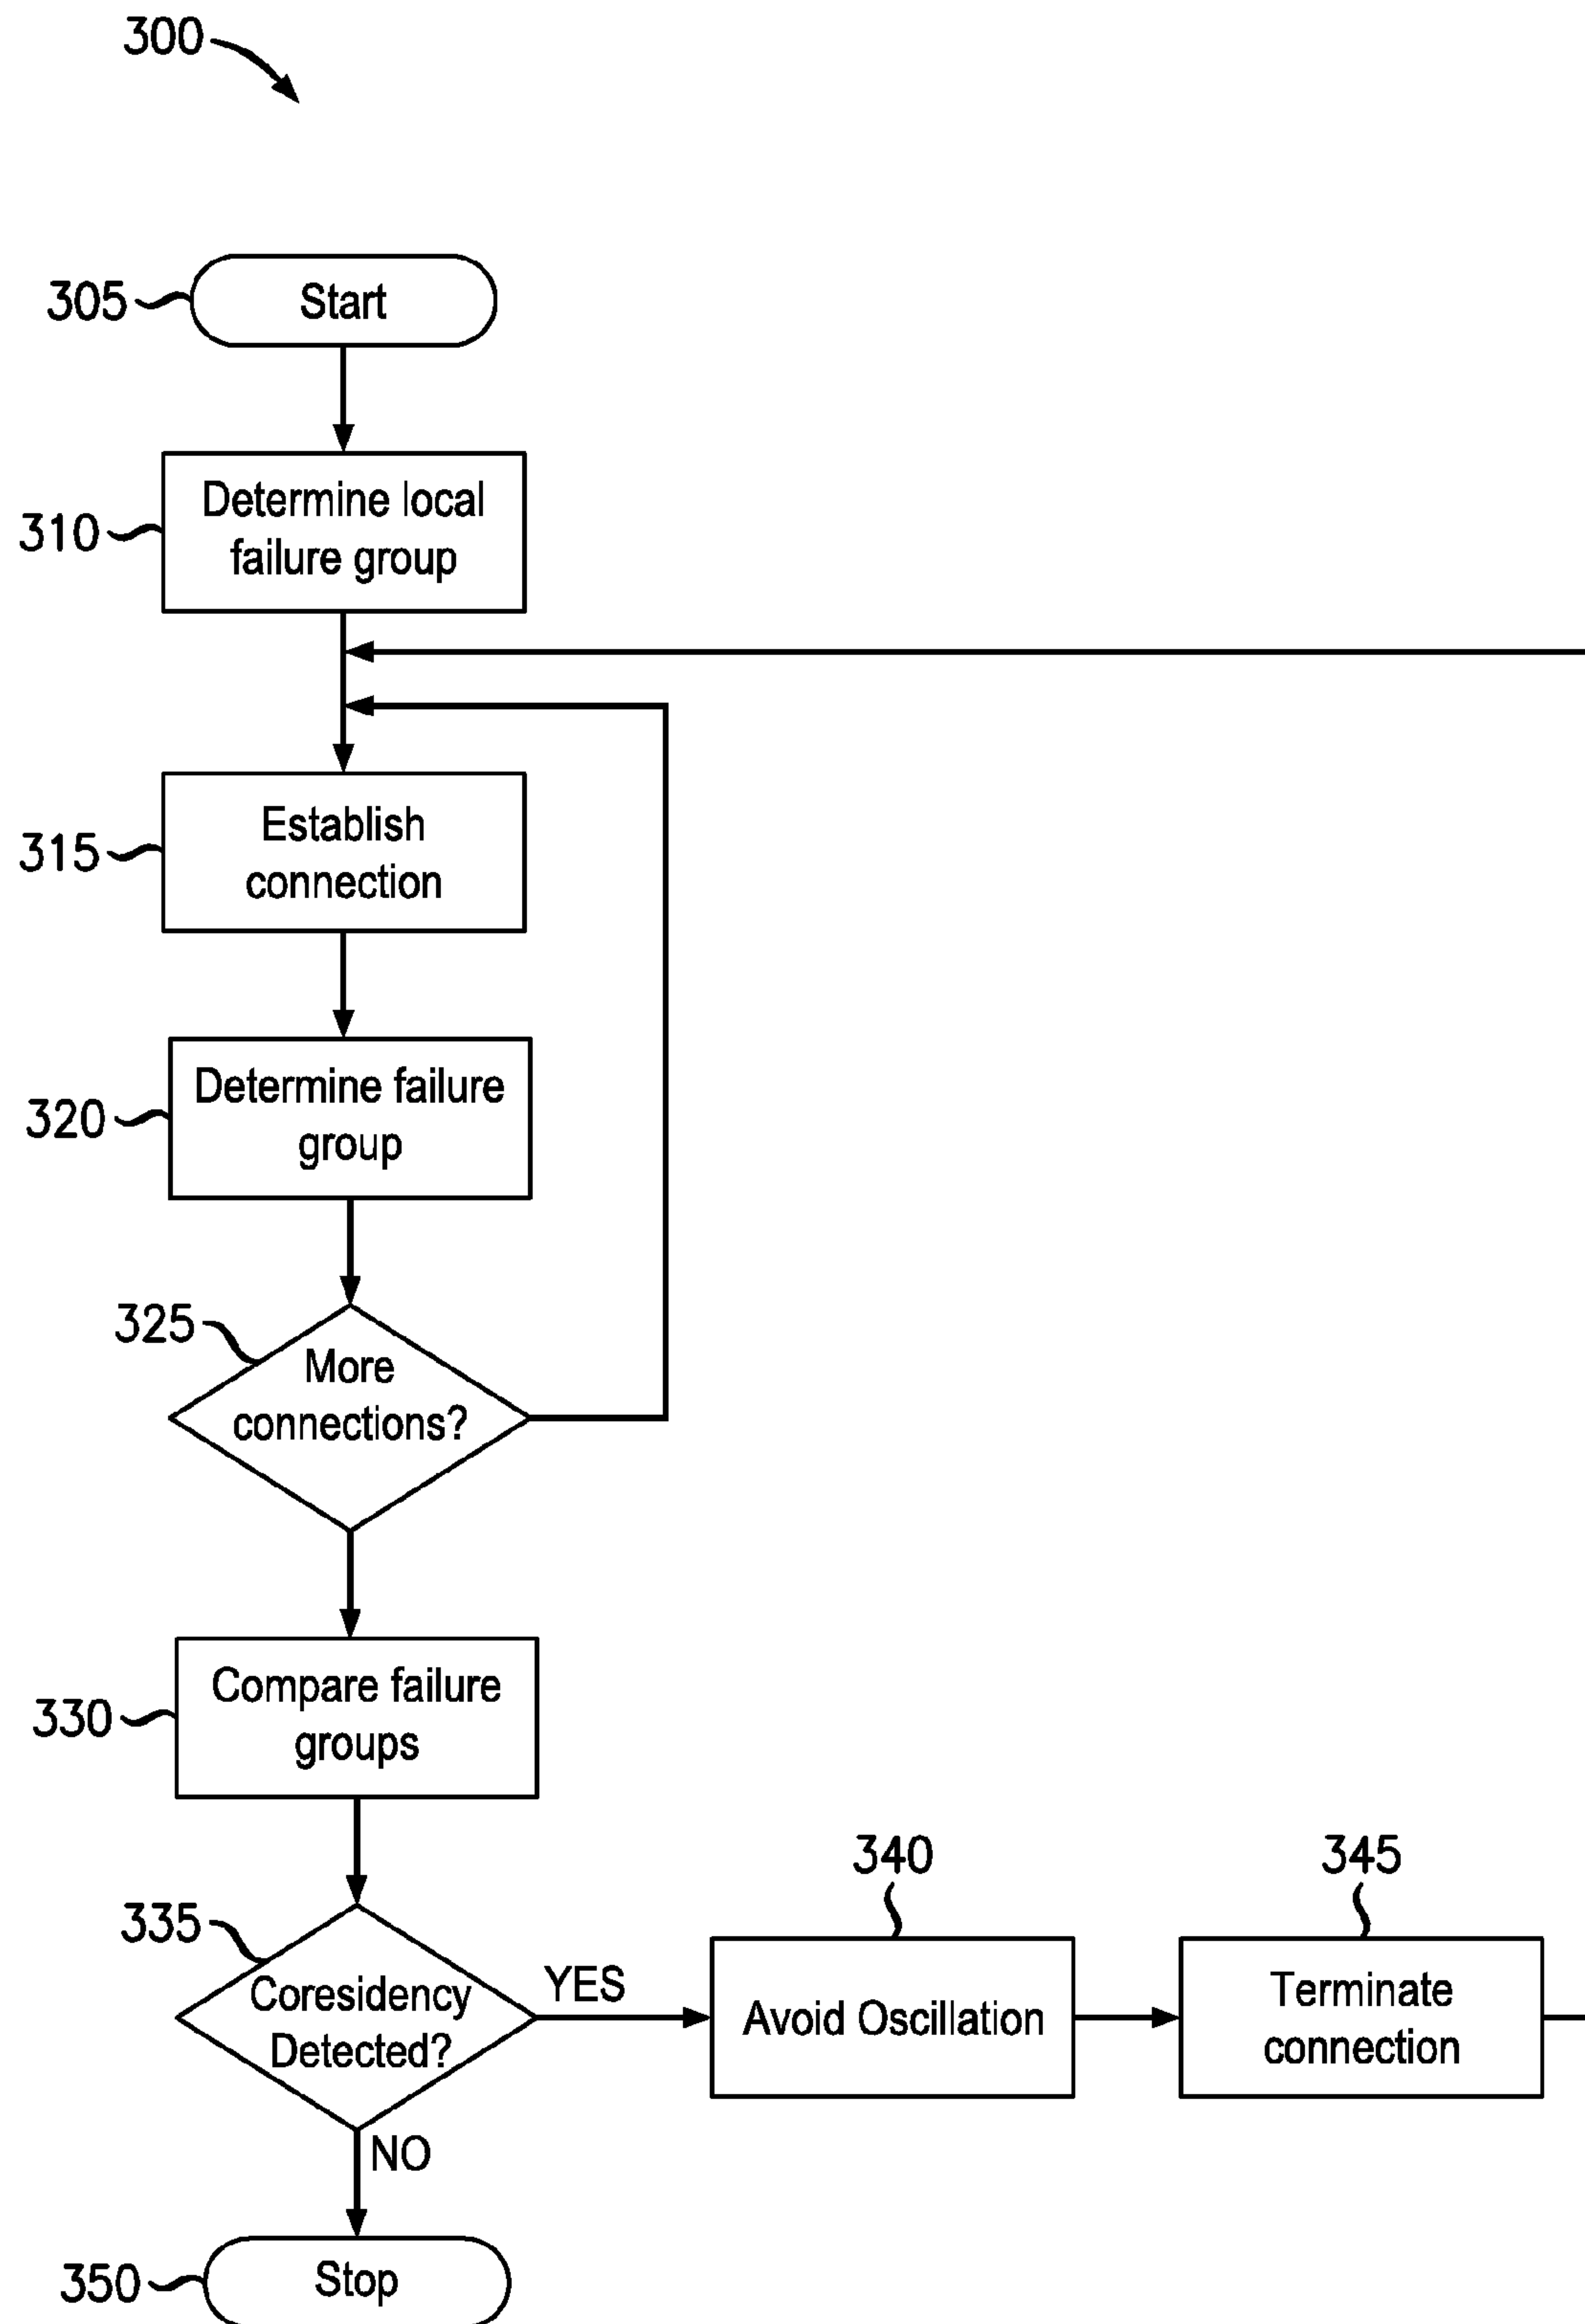 300
305
Start
310
Determine local
failure group
315
Establish
connection
320
Determine failure
group
325
More
connections?
330
Compare failure
groups
335
Coresidency
Detected?
YES
340
Avoid Oscillation
345
Terminate
connection
NO
350
Stop